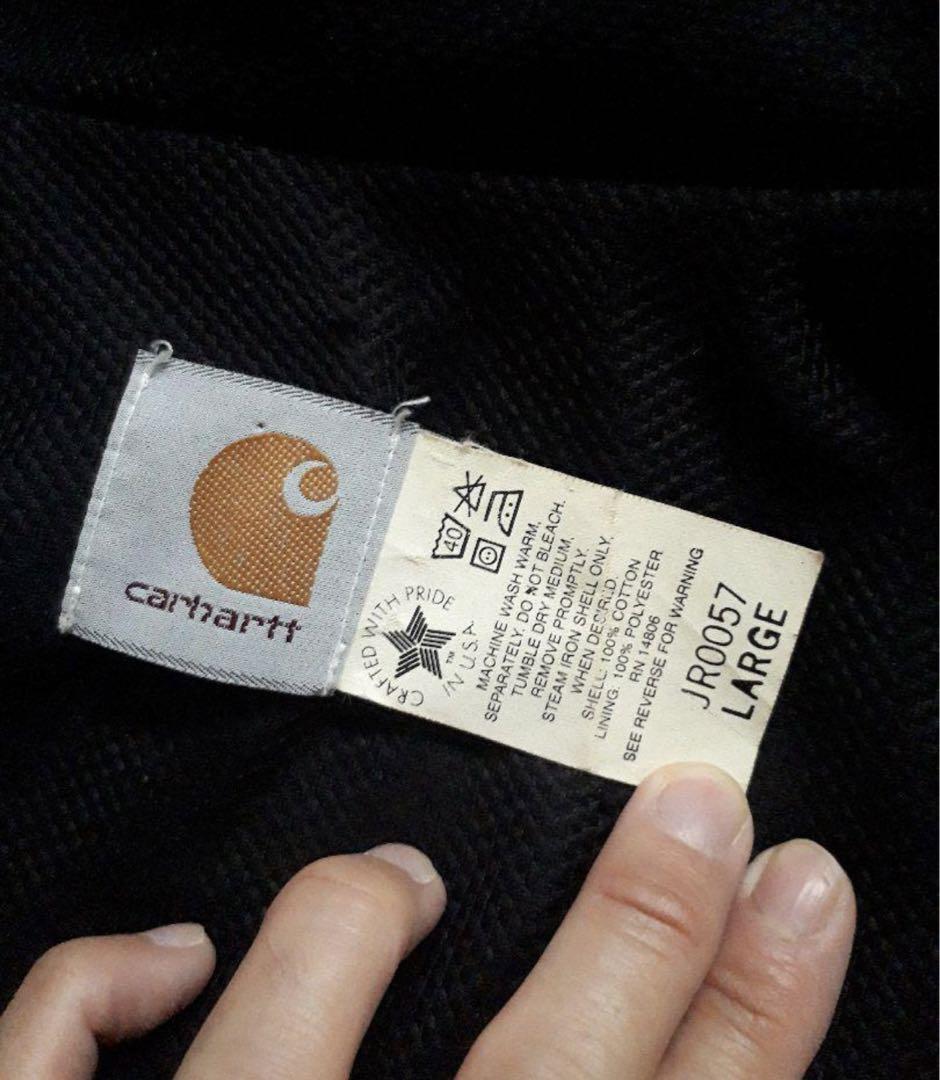 carhartt
40
CRAFTED WITH PRIDE
IN U.S.A.
™
MACHINE WASH WARM,
SEPARATELY. DO NOT BLEACH.
TUMBLE DRY MEDIUM,
REMOVE PROMPTLY.
STEAM IRON SHELL ONLY,
WHEN DESIRED.
SHELL: 100% COTTON
LINING: 100% POLYESTER
RN 14806
SEE REVERSE FOR WARNING
JR0057
LARGE